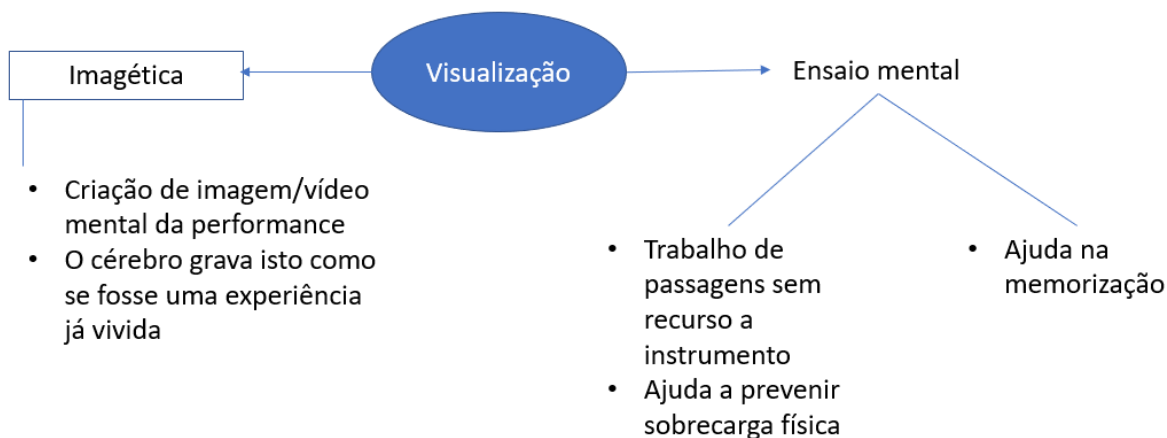 Imagética
Visualização
Ensaio mental
• Criação de imagem/vídeo
mental da performance
• O cérebro grava isto como
se fosse uma experiência
já vivida
• Trabalho de
passagens sem
recurso a
instrumento
• Ajuda a prevenir
sobrecarga física
• Ajuda na
memorização